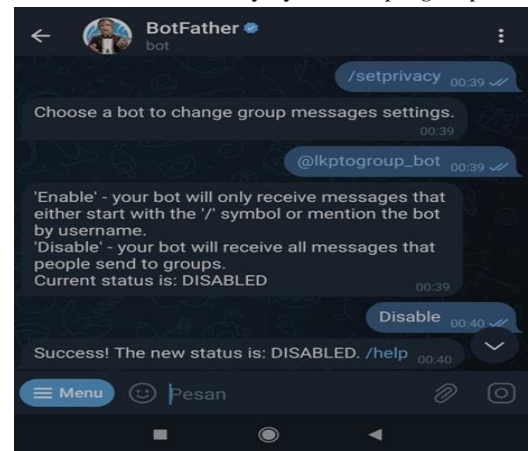 BotFather
bot
/setprivacy 00:39
Choose a bot to change group messages settings.
00:39
@lkptogroup_bot 00:39
'Enable' - your bot will only receive messages that
either start with the '/' symbol or mention the bot
by username.
'Disable' - your bot will receive all messages that
people send to groups.
Current status is: DISABLED 00:39
Disable 00:40
Success! The new status is: DISABLED. /help 00:40
Menu Pesan